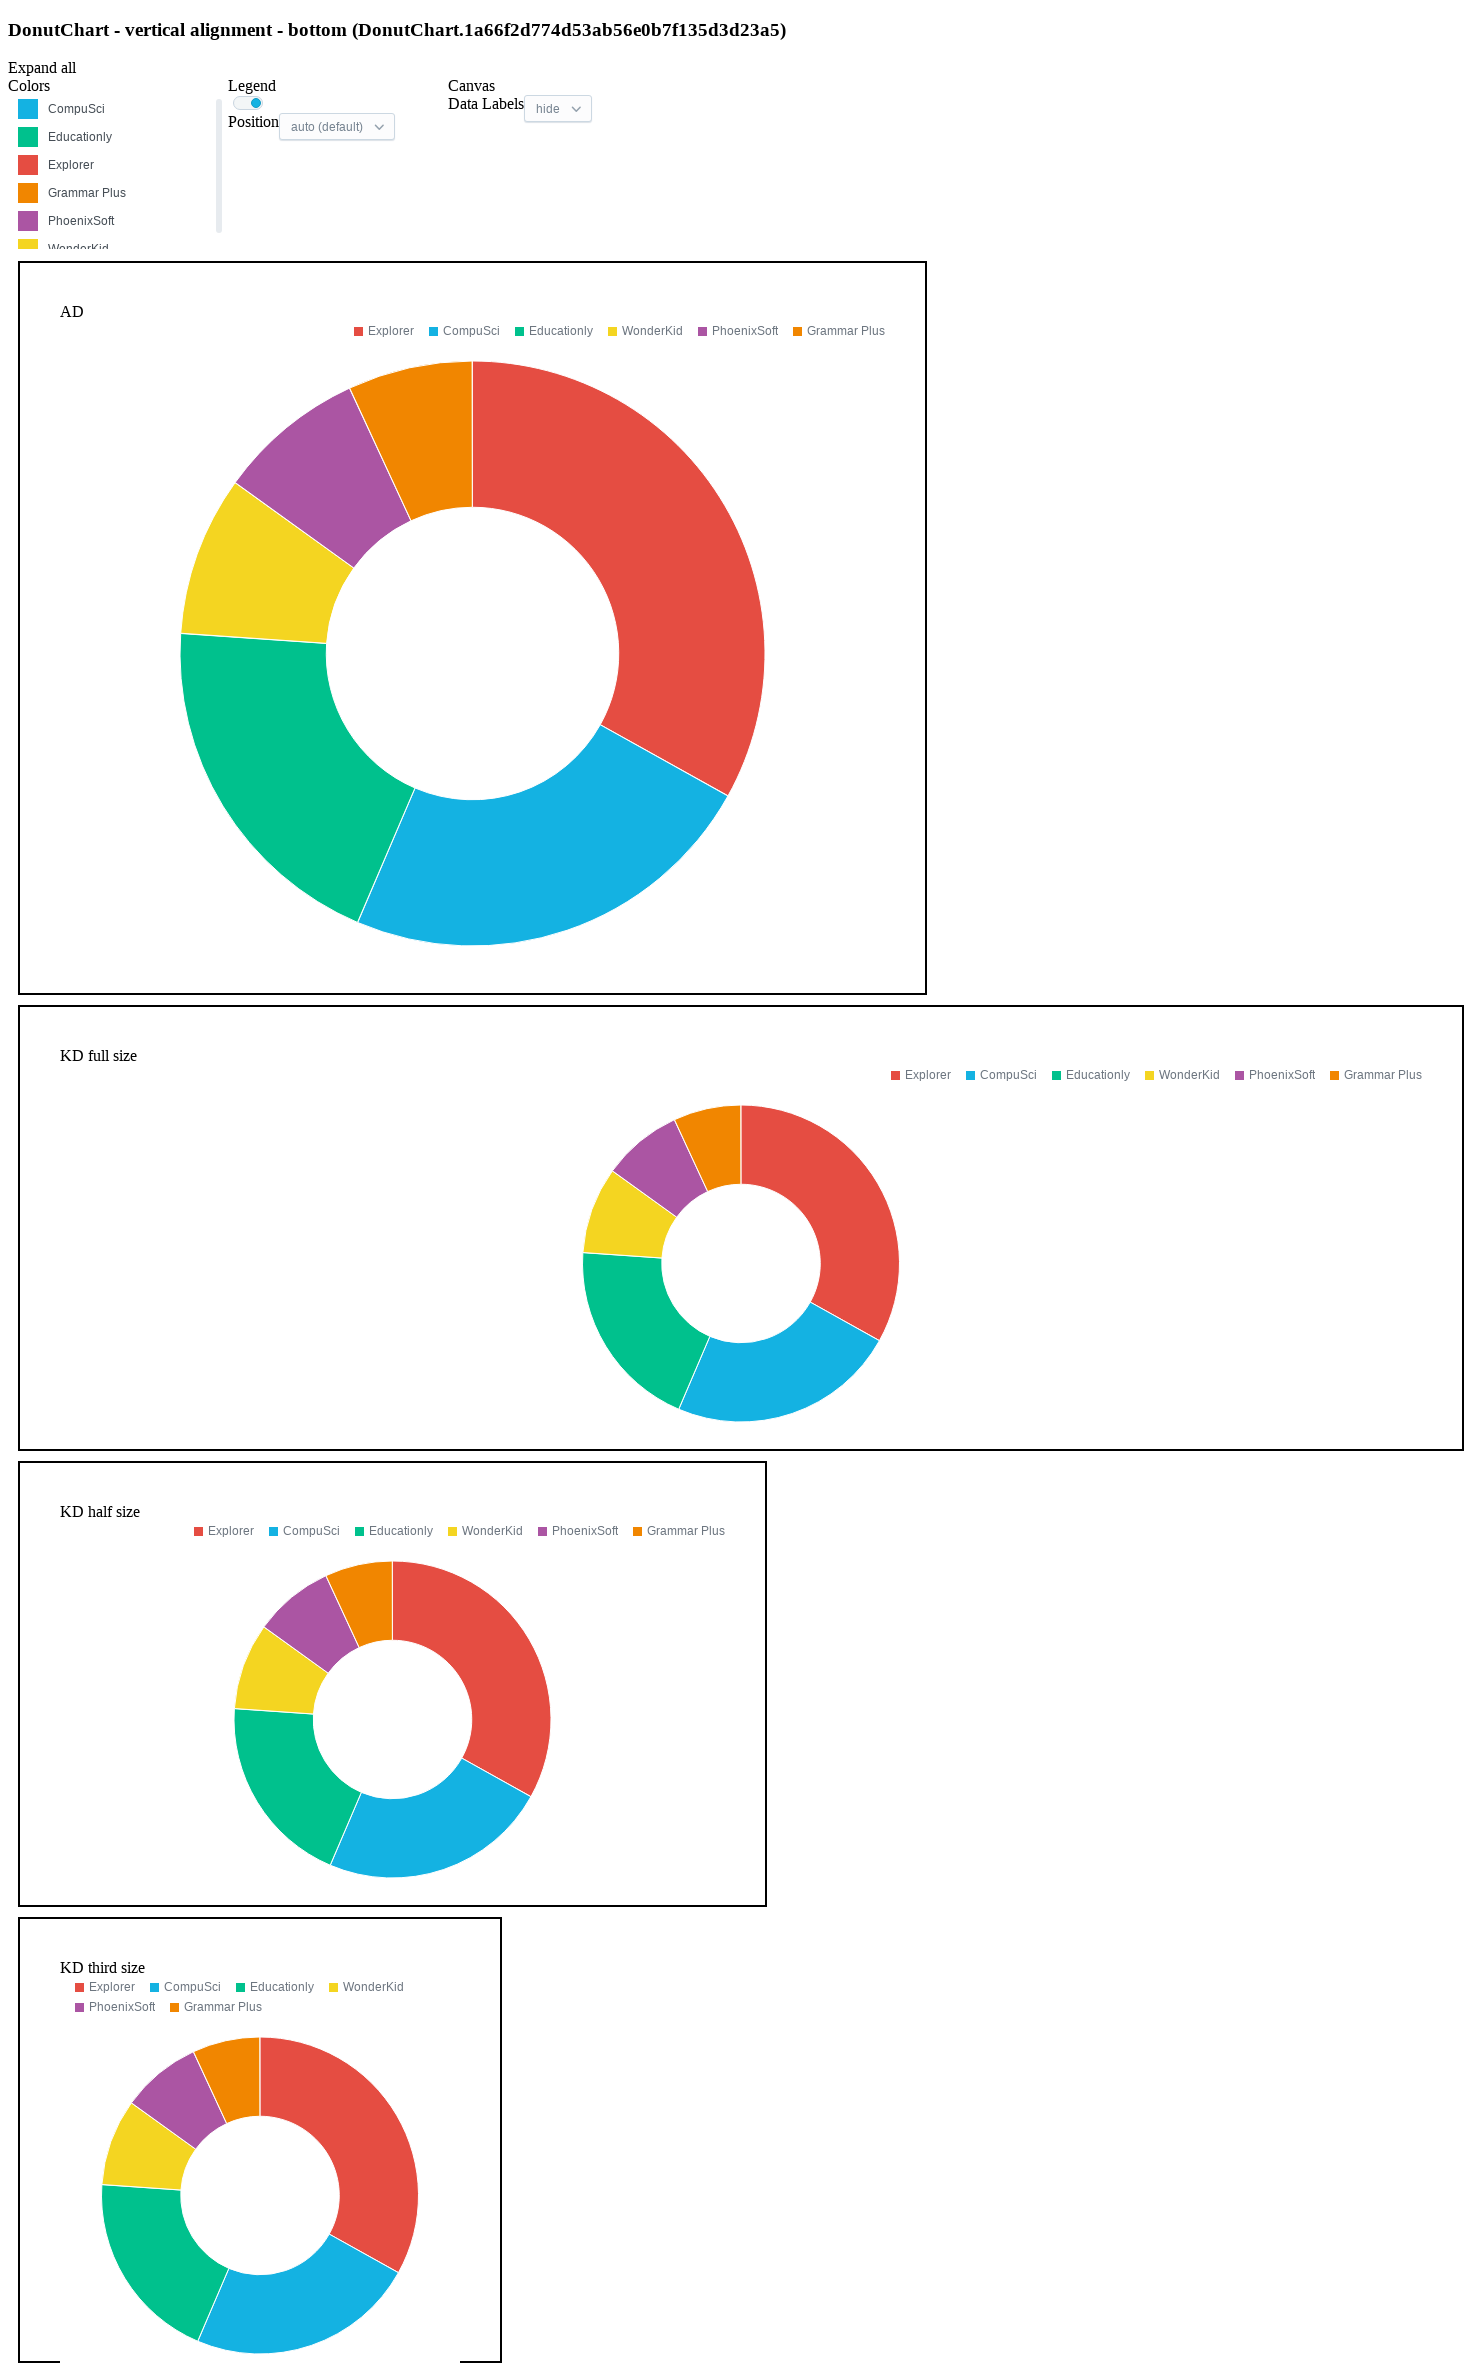 DonutChart - vertical alignment - bottom (DonutChart.1a66f2d774d53ab56e0b7f135d3d23a5)
Expand all
Colors
CompuSci
Educationly
Explorer
Grammar Plus
PhoenixSoft
WonderKid
Legend
Position auto (default)
Canvas
Data Labels hide
AD
Explorer CompuSci Educationly WonderKid PhoenixSoft Grammar Plus
KD full size
Explorer CompuSci Educationly WonderKid PhoenixSoft Grammar Plus
KD half size
Explorer CompuSci Educationly WonderKid PhoenixSoft Grammar Plus
KD third size
Explorer CompuSci Educationly WonderKid
PhoenixSoft Grammar Plus